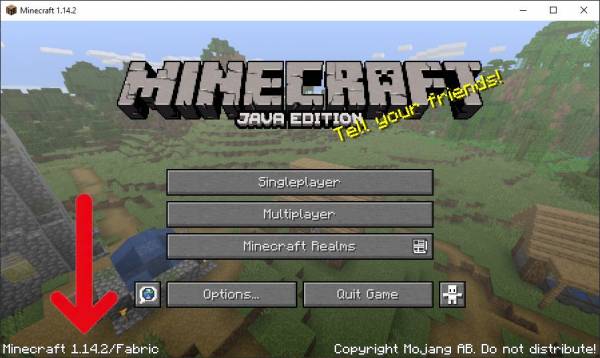 Minecraft 1.14.2
MINECRAFT
JAVA EDITION
Tell your friends!
Singleplayer
Multiplayer
Minecraft Realms
Options...
Quit Game
Minecraft 1.14.2/Fabric
Copyright Mojang AB. Do not distribute!